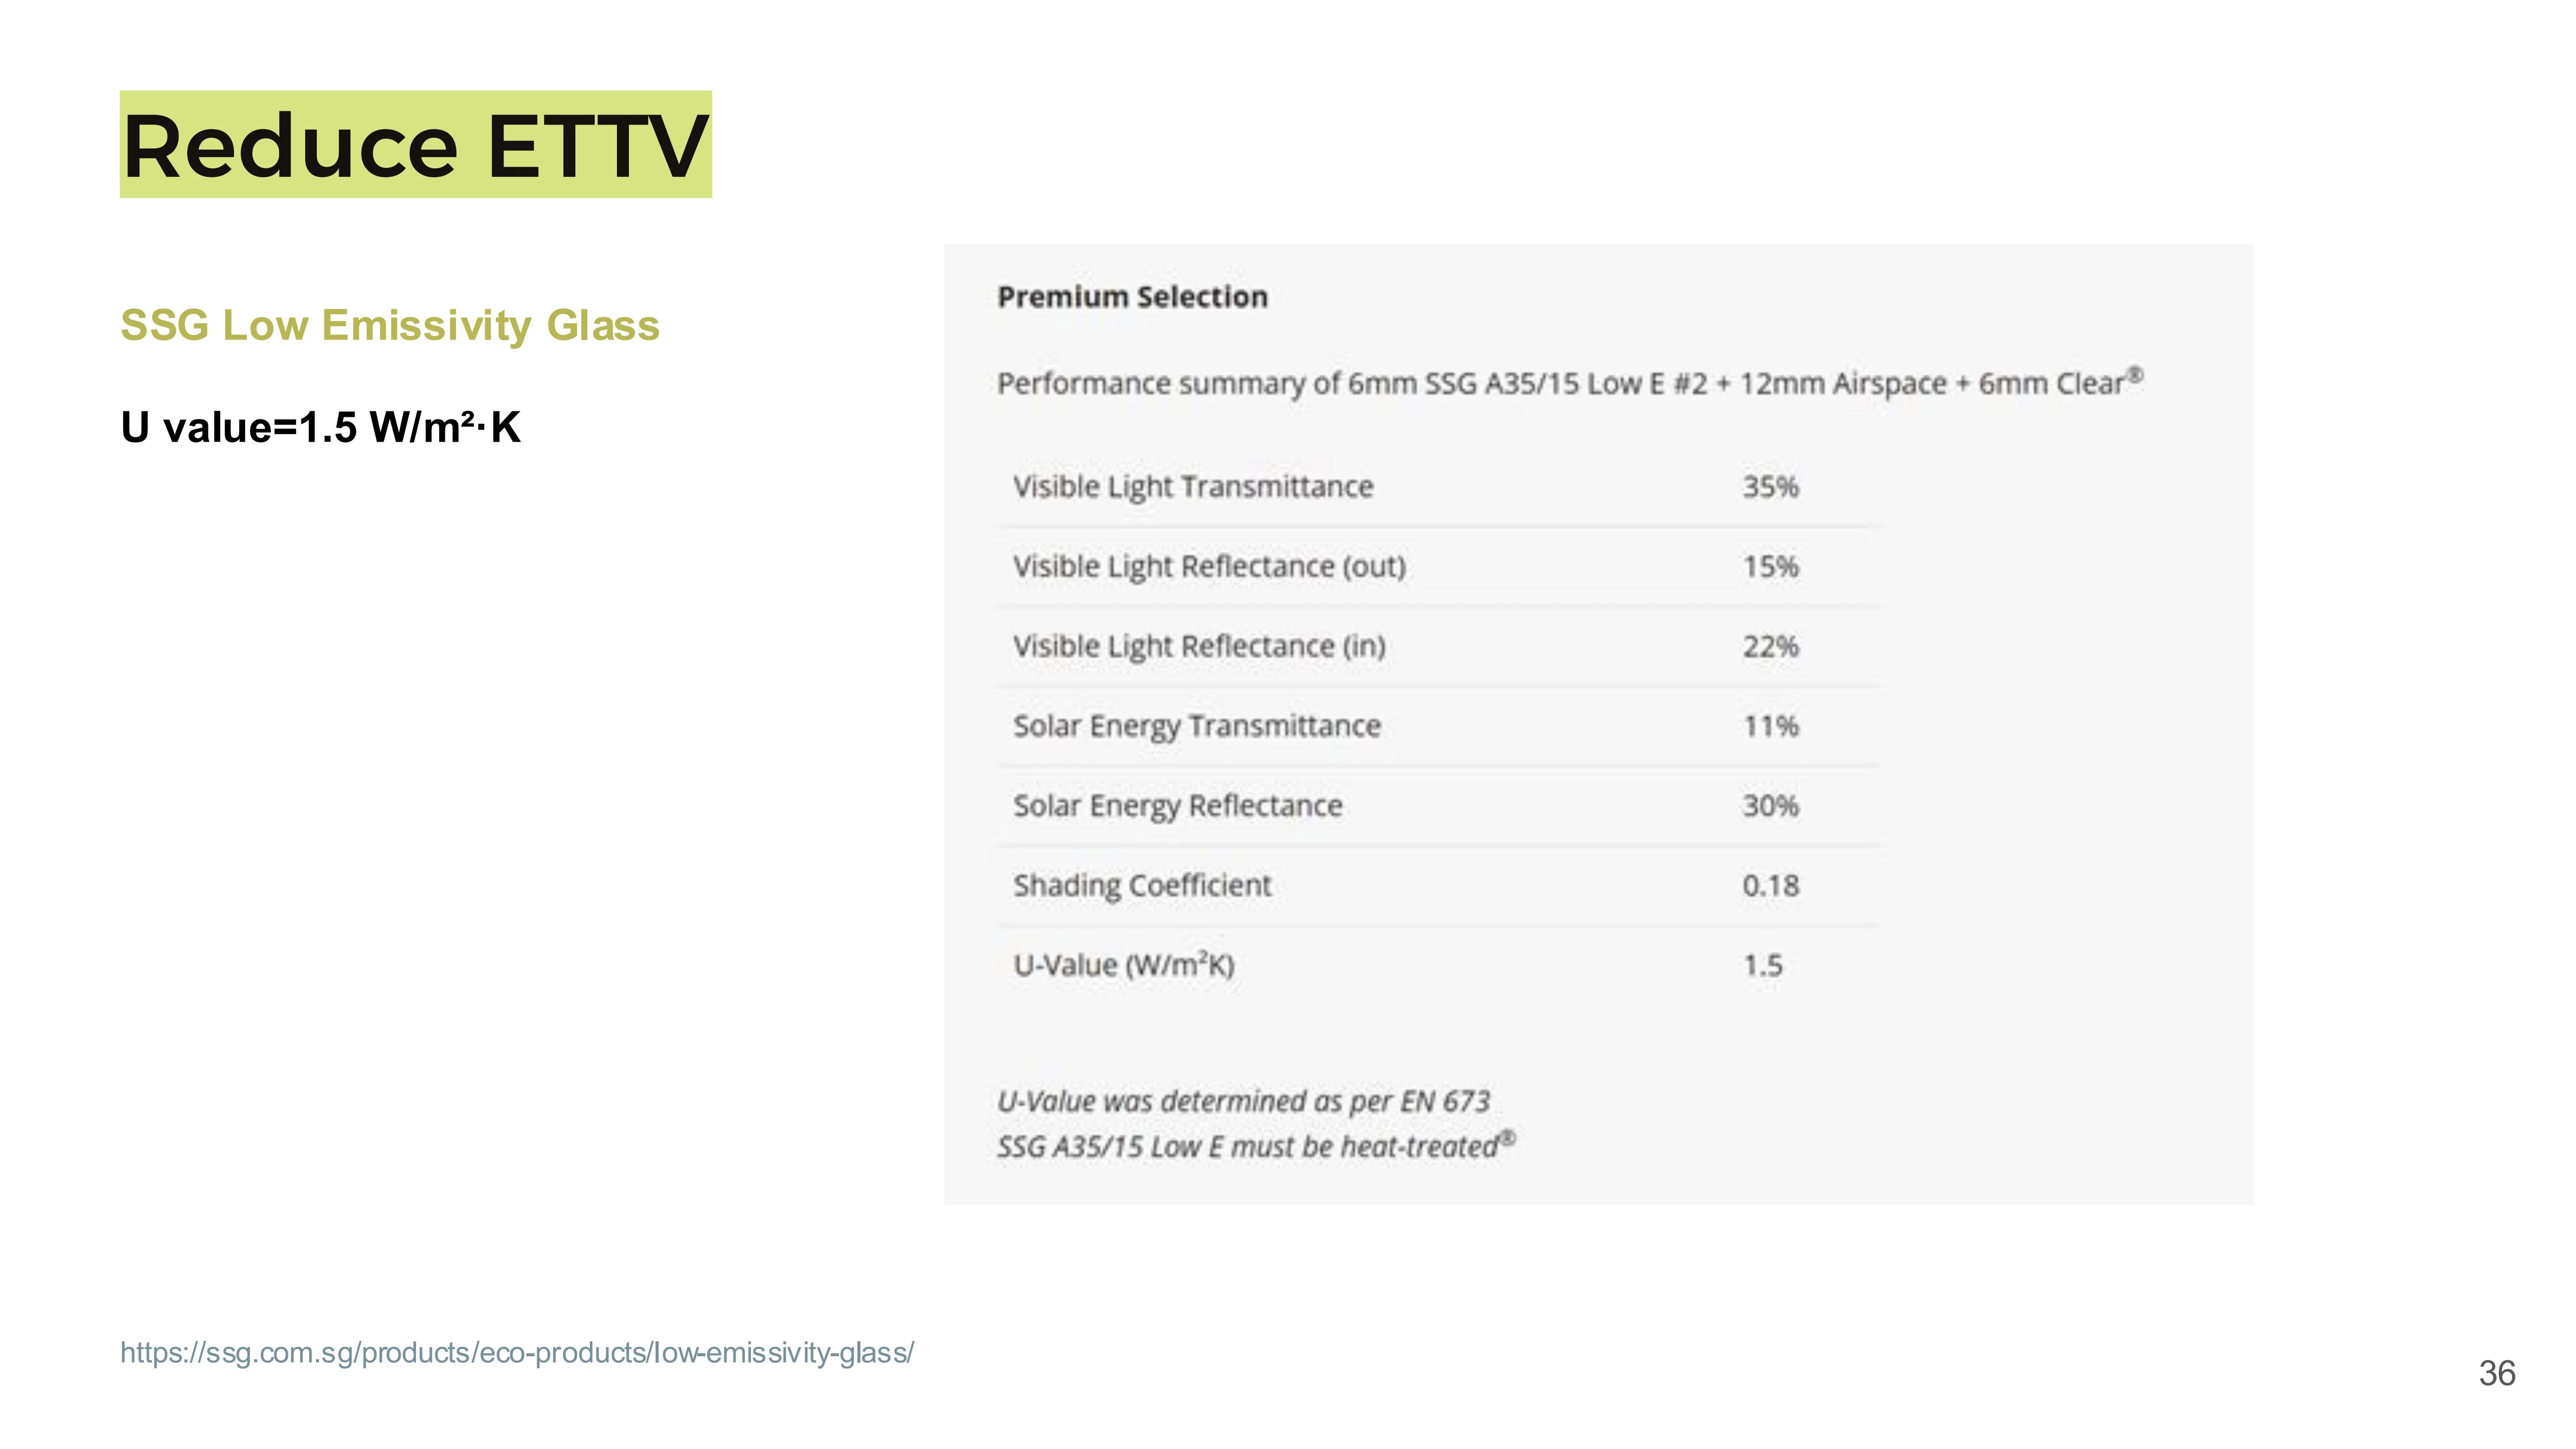 Reduce ETTV
SSG Low Emissivity Glass
U value=1.5 W/m²·K
Premium Selection
Performance summary of 6mm SSG A35/15 Low E #2 + 12mm Airspace + 6mm Clear®
Visible Light Transmittance 35%
Visible Light Reflectance (out) 15%
Visible Light Reflectance (in) 22%
Solar Energy Transmittance 11%
Solar Energy Reflectance 30%
Shading Coefficient 0.18
U-Value (W/m²K) 1.5
U-Value was determined as per EN 673
SSG A35/15 Low E must be heat-treated®
https://ssg.com.sg/products/eco-products/low-emissivity-glass/
36